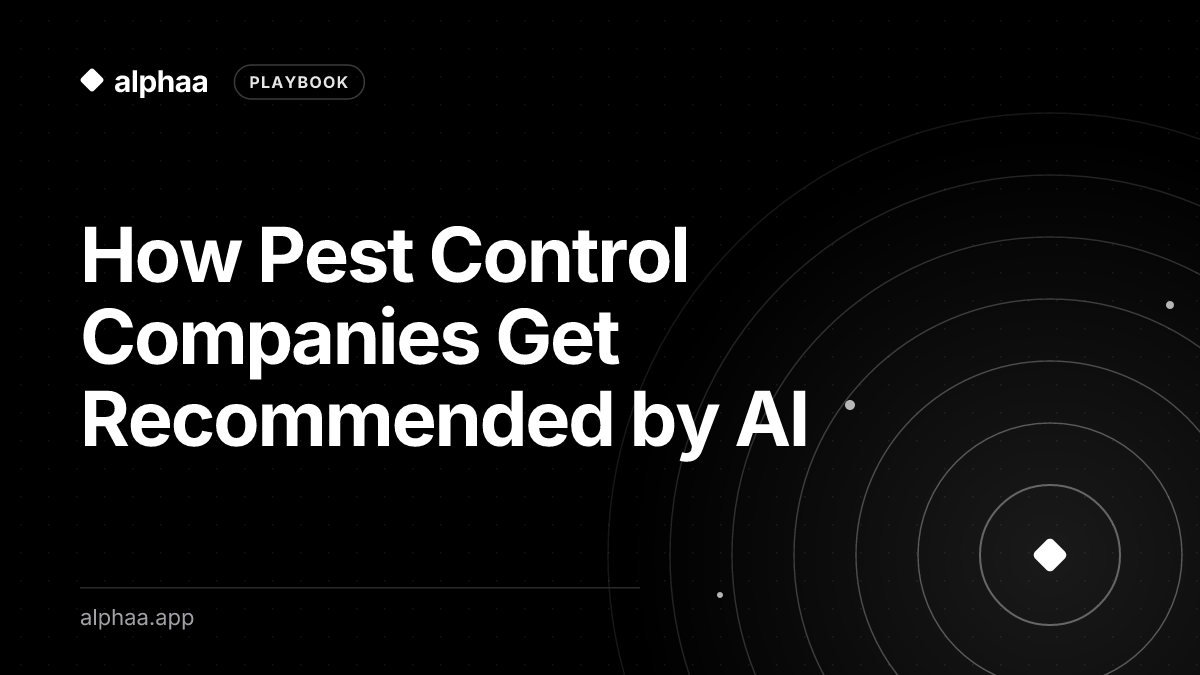 alphaa PLAYBOOK
How Pest Control
Companies Get
Recommended by AI
alphaa.app